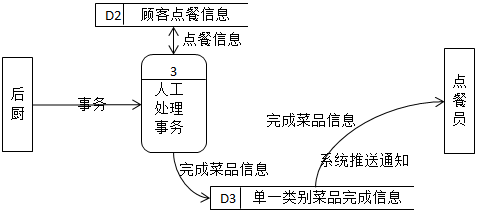 D2 顾客点餐信息
点餐信息
3
人工
处理
事务
后
厨
事务
点
餐
员
完成菜品信息
系统推送通知
完成菜品信息
D3 单一类别菜品完成信息